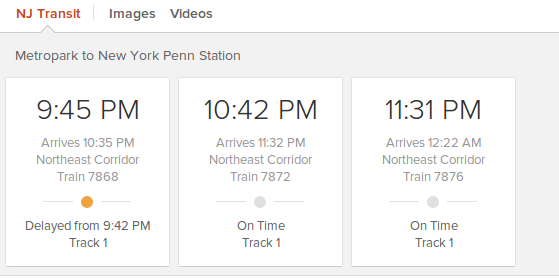 NJ Transit Images Videos
Metropark to New York Penn Station
9:45 PM
Arrives 10:35 PM
Northeast Corridor
Train 7868
Delayed from 9:42 PM
Track 1
10:42 PM
Arrives 11:32 PM
Northeast Corridor
Train 7872
On Time
Track 1
11:31 PM
Arrives 12:22 AM
Northeast Corridor
Train 7876
On Time
Track 1